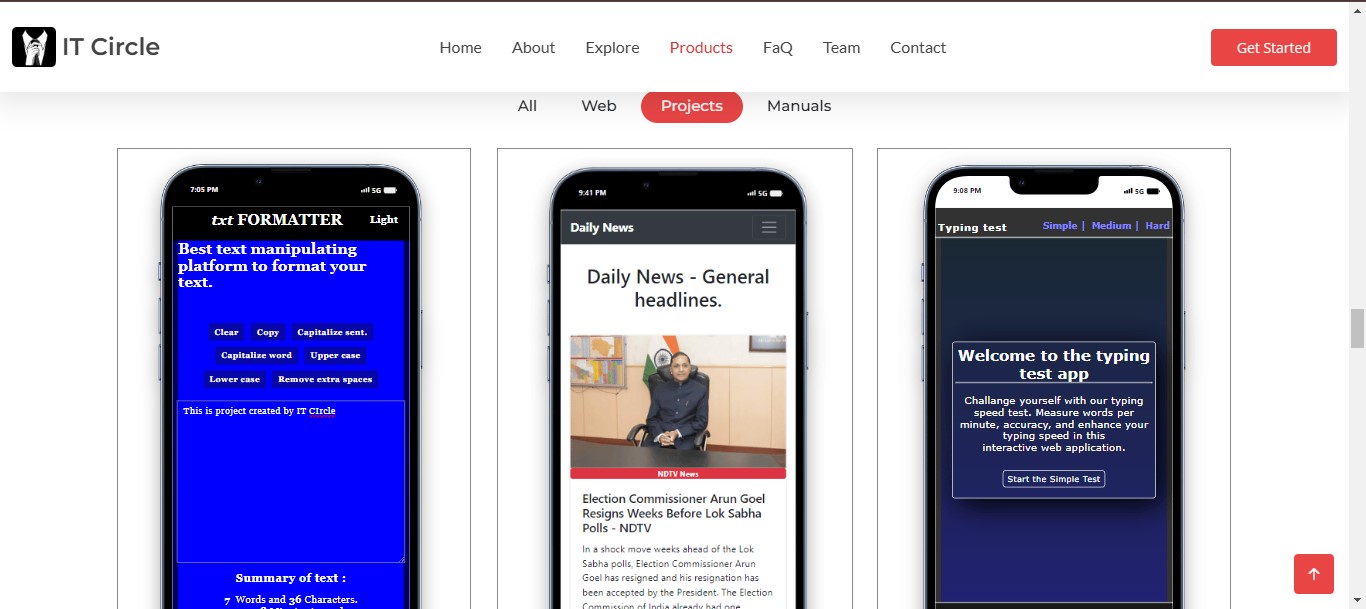 IT Circle
Home About Explore Products FaQ Team Contact
Get Started
All Web Projects Manuals
7:05 PM 5G
txt FORMATTER Light
Best text manipulating
platform to format your
text.
Clear Copy Capitalize sent.
Capitalize word Upper case
Lower case Remove extra spaces
This is project created by IT CIrcle
Summary of text :
7 Words and 36 Characters.
9:41 PM 5G
Daily News
Daily News - General
headlines.
NDTV News
Election Commissioner Arun Goel
Resigns Weeks Before Lok Sabha
Polls - NDTV
In a shock move weeks ahead of the Lok
Sabha polls, Election Commissioner Arun
Goel has resigned and his resignation has
been accepted by the President. The Election
Commission of India already had one
9:08 PM 5G
Typing test Simple | Medium | Hard
Welcome to the typing
test app
Challange yourself with our typing
speed test. Measure words per
minute, accuracy, and enhance your
typing speed in this
interactive web application.
Start the Simple Test